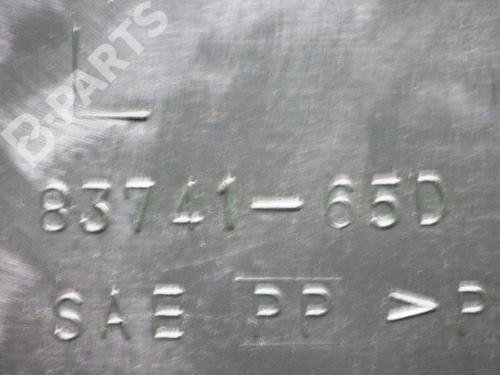 B-PARTS
L
83741-65D
SAE PP >P